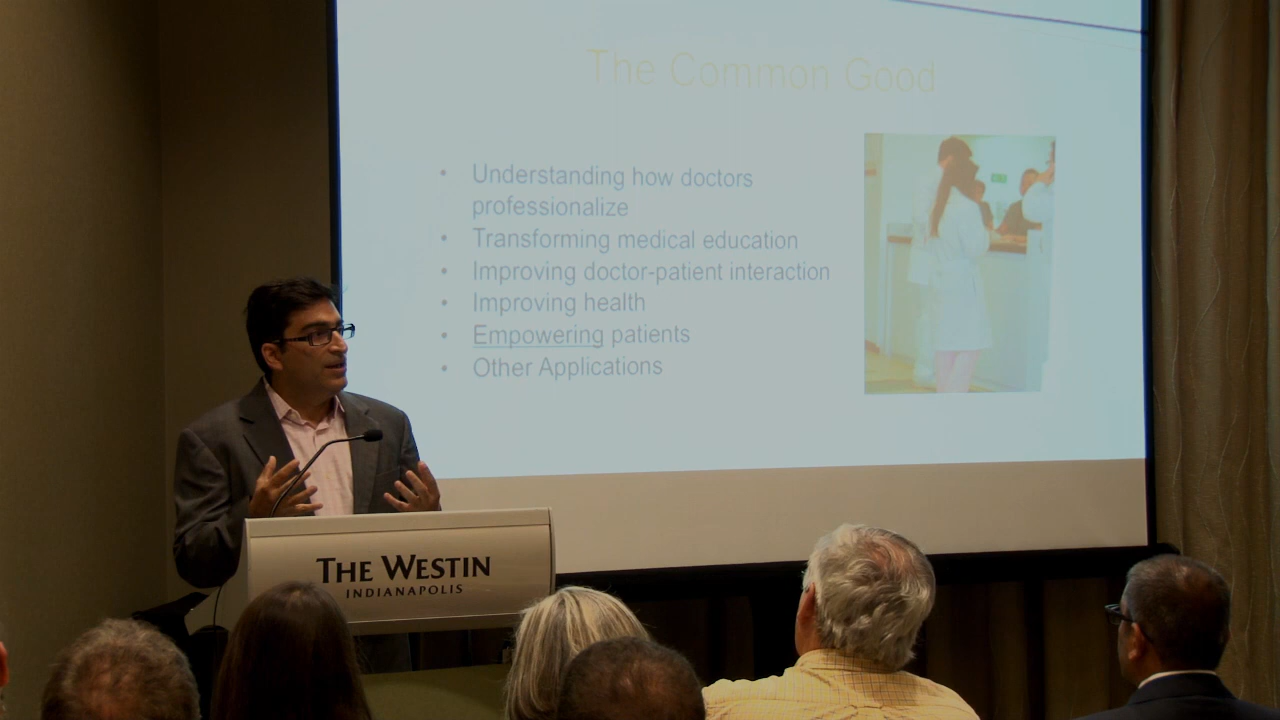 The Common Good
• Understanding how doctors
professionalize
• Transforming medical education
• Improving doctor-patient interaction
• Improving health
• Empowering patients
• Other Applications
THE WESTIN
INDIANAPOLIS